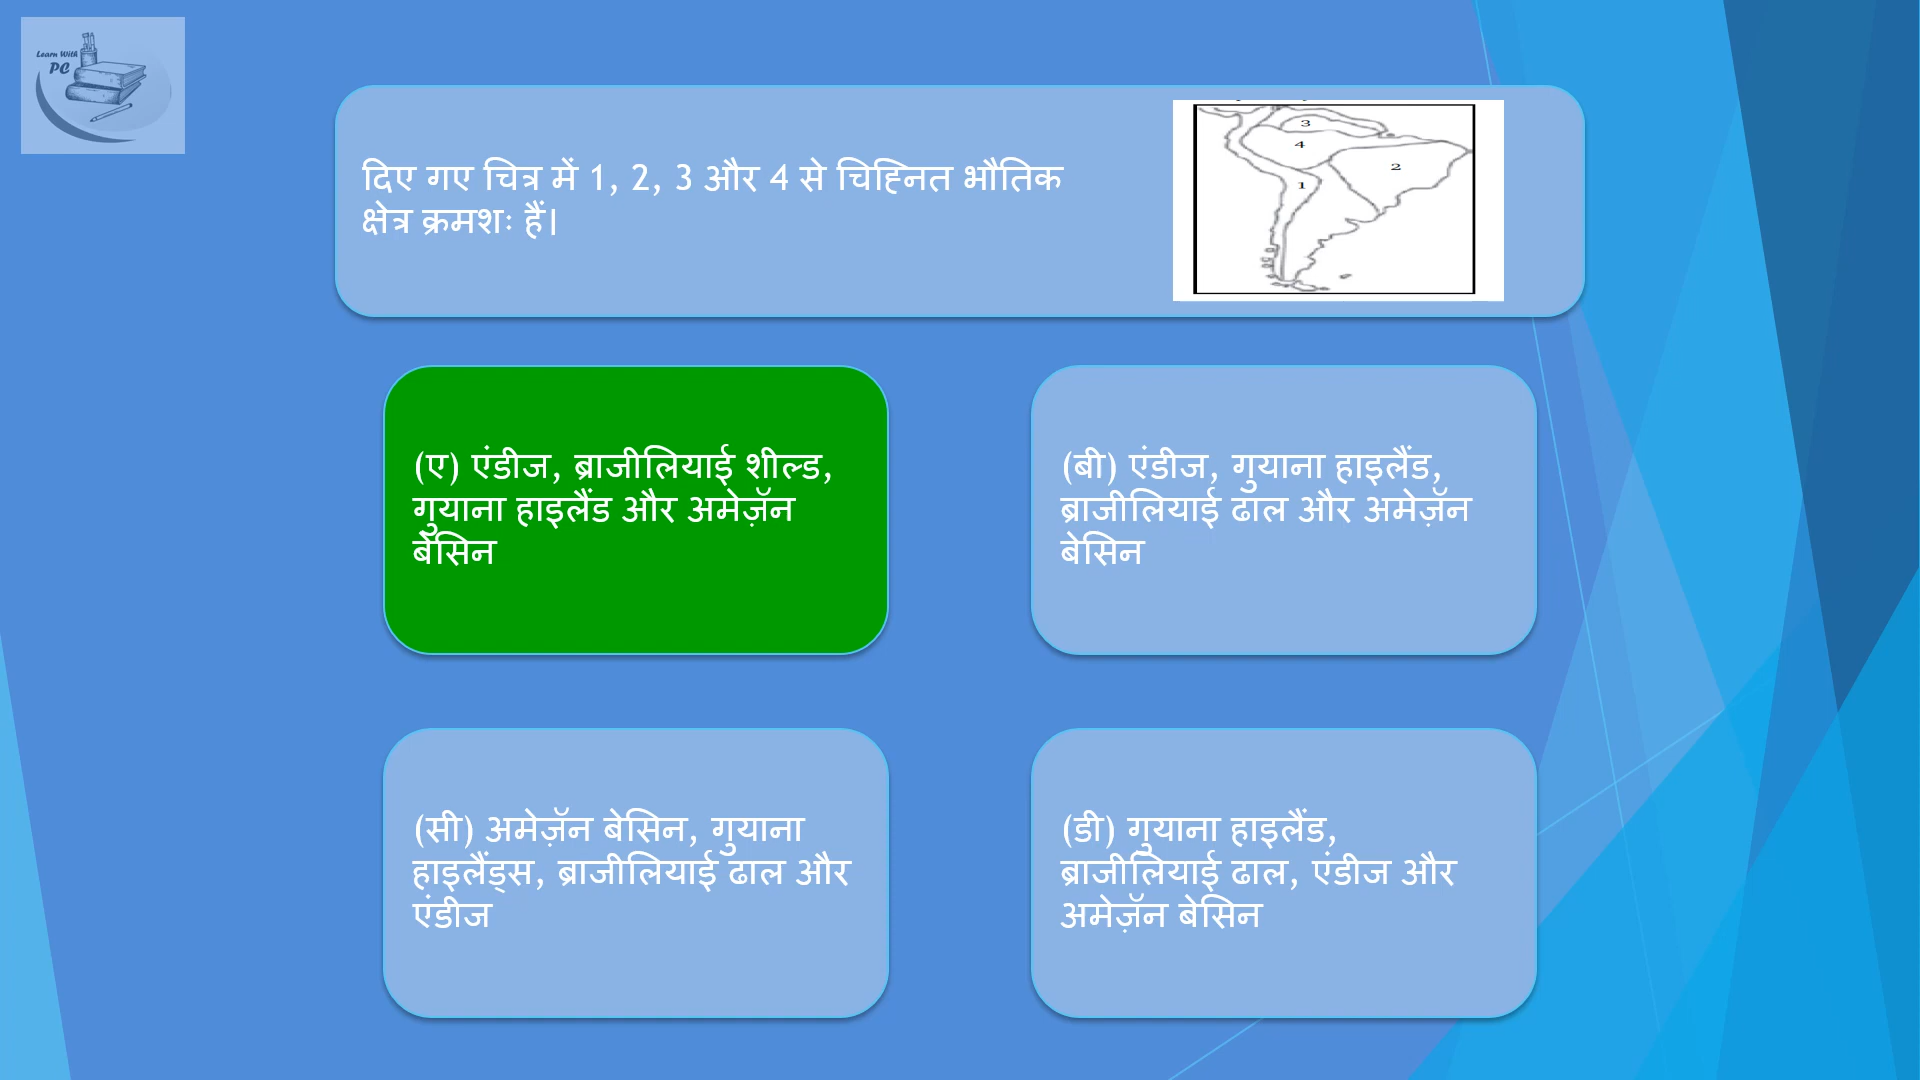 Learn With
PC
दिए गए चित्र में 1, 2, 3 और 4 से चिह्नित भौतिक
क्षेत्र क्रमशः हैं।
3
4
2
1
(ए) एंडीज, ब्राजीलियाई शील्ड,
गुयाना हाइलैंड और अमेज़ॅन
बेसिन
(बी) एंडीज, गुयाना हाइलैंड,
ब्राजीलियाई ढाल और अमेज़ॅन
बेसिन
(सी) अमेज़ॅन बेसिन, गुयाना
हाइलैंड्स, ब्राजीलियाई ढाल और
एंडीज
(डी) गुयाना हाइलैंड,
ब्राजीलियाई ढाल, एंडीज और
अमेज़ॅन बेसिन